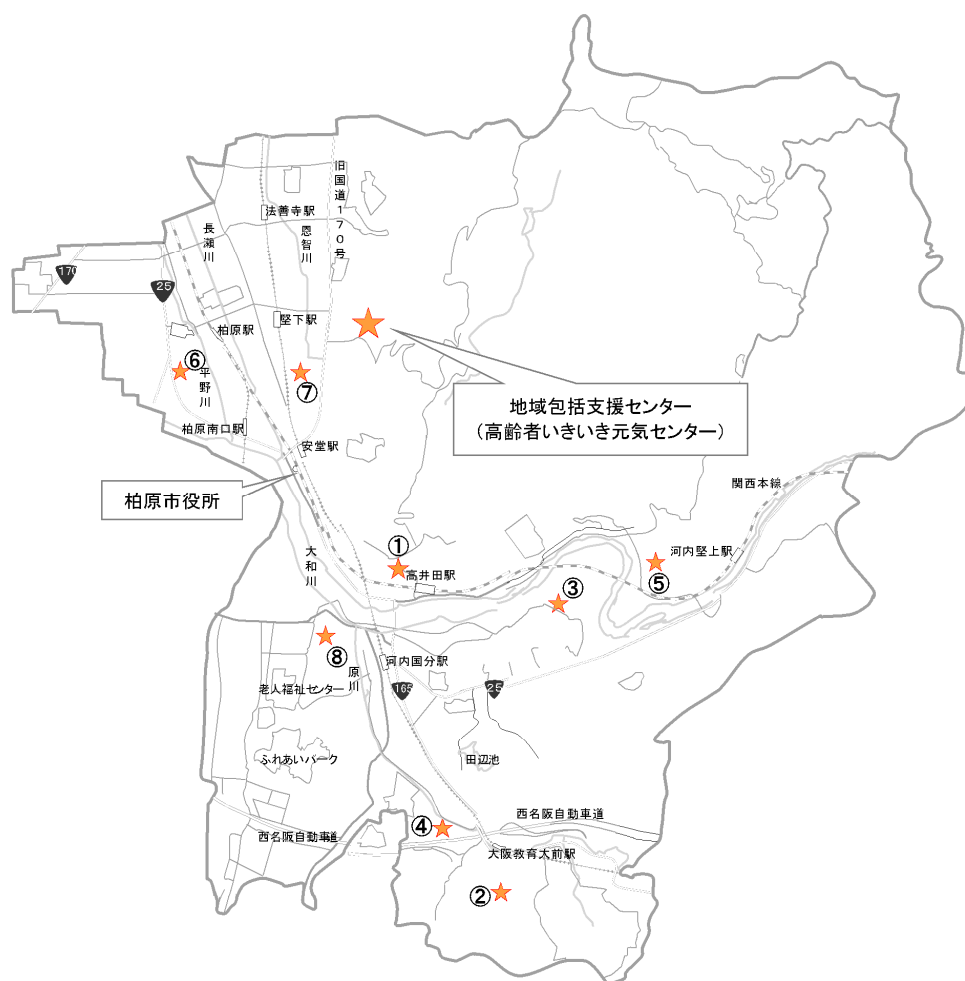 旧国道170号
法善寺駅
恩智川
長瀬川
170
25
柏原駅
堅下駅
⑥
平野川
⑦
地域包括支援センター
(高齢者いきいき元気センター)
柏原南口駅
安堂駅
関西本線
柏原市役所
大和川
①
高井田駅
河内堅上駅
③
⑤
⑧
河内国分駅
原川
老人福祉センター
165
25
ふれあいパーク
田辺池
西名阪自動車道
④
西名阪自動車道
大阪教育大前駅
②